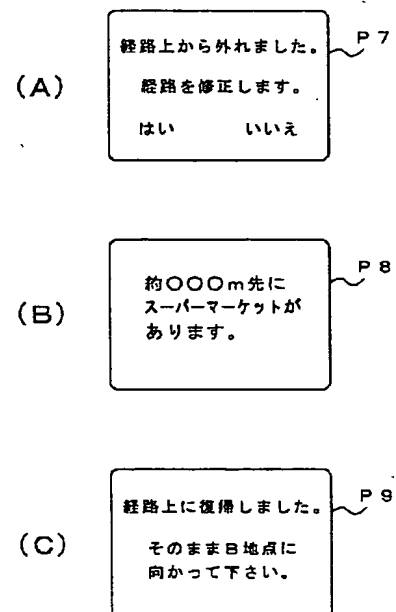 (A)
経路上から外れました。
経路を修正します。
はい いいえ
P7
(B)
約○○○m先に
スーパーマーケットが
あります。
P8
(C)
経路上に復帰しました。
そのままB地点に
向かって下さい。
P9